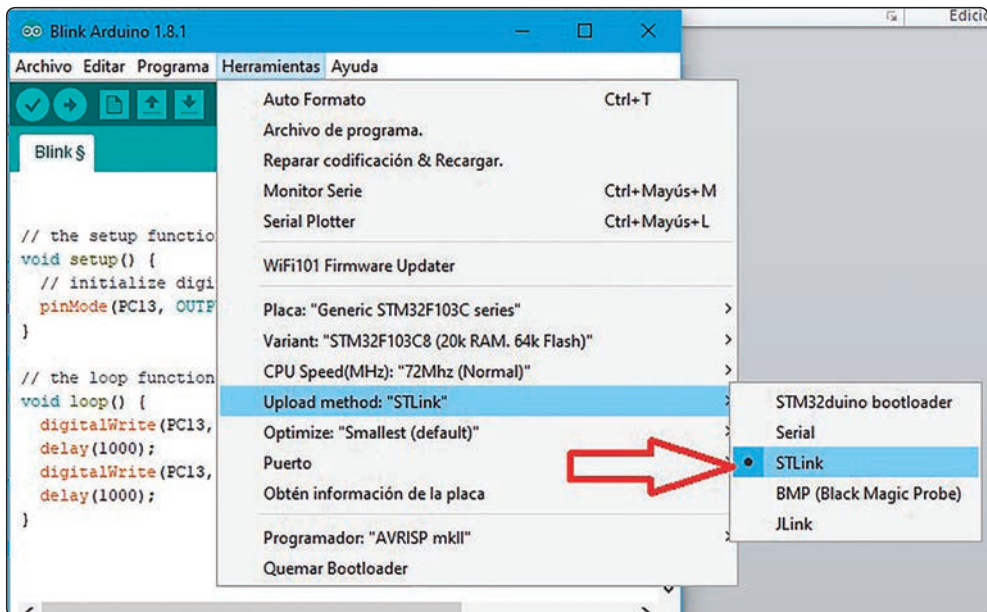 Edició
Blink Arduino 1.8.1
Archivo Editar Programa Herramientas Ayuda
Blink §
// the setup functio
void setup() {
// initialize digi
pinMode(PC13, OUTP
}
// the loop function
void loop() {
digitalWrite(PC13,
delay(1000);
digitalWrite(PC13,
delay(1000);
}
Auto Formato Ctrl+T
Archivo de programa.
Reparar codificación & Recargar.
Monitor Serie Ctrl+Mayús+M
Serial Plotter Ctrl+Mayús+L
WiFi101 Firmware Updater
Placa: "Generic STM32F103C series"
Variant: "STM32F103C8 (20k RAM. 64k Flash)"
CPU Speed(MHz): "72Mhz (Normal)"
Upload method: "STLink"
Optimize: "Smallest (default)"
Puerto
Obtén información de la placa
Programador: "AVRISP mkII"
Quemar Bootloader
STM32duino bootloader
Serial
STLink
BMP (Black Magic Probe)
JLink